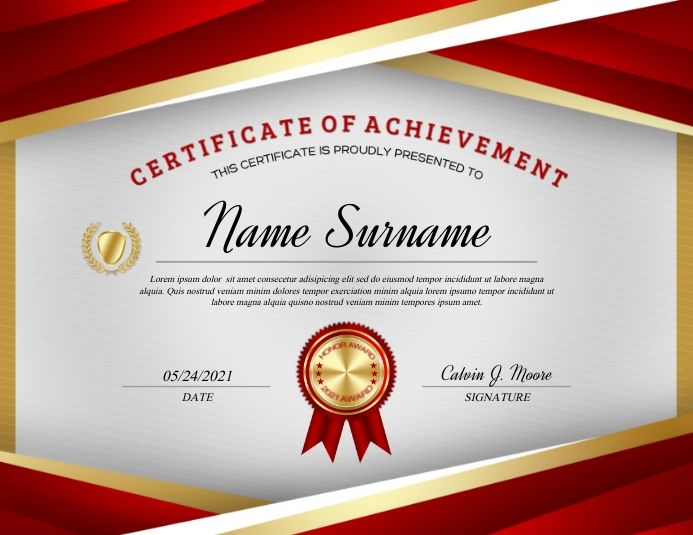 CERTIFICATE OF ACHIEVEMENT
THIS CERTIFICATE IS PROUDLY PRESENTED TO
Name Surname
Lorem ipsum dolor sit amet consectetur adisipicing elit sed do eiusmod tempor incididunt ut labore magna
alquia. Quis nostrud veniam minim dolores tempor exerciation minim alquia lorem ipsumo tempor incididunt ut
labore magna alquia quisno nostrud veniam minim tempores ipsum amet.
HONOR AWARD
2021 AWARD
05/24/2021
DATE
Calvin J. Moore
SIGNATURE